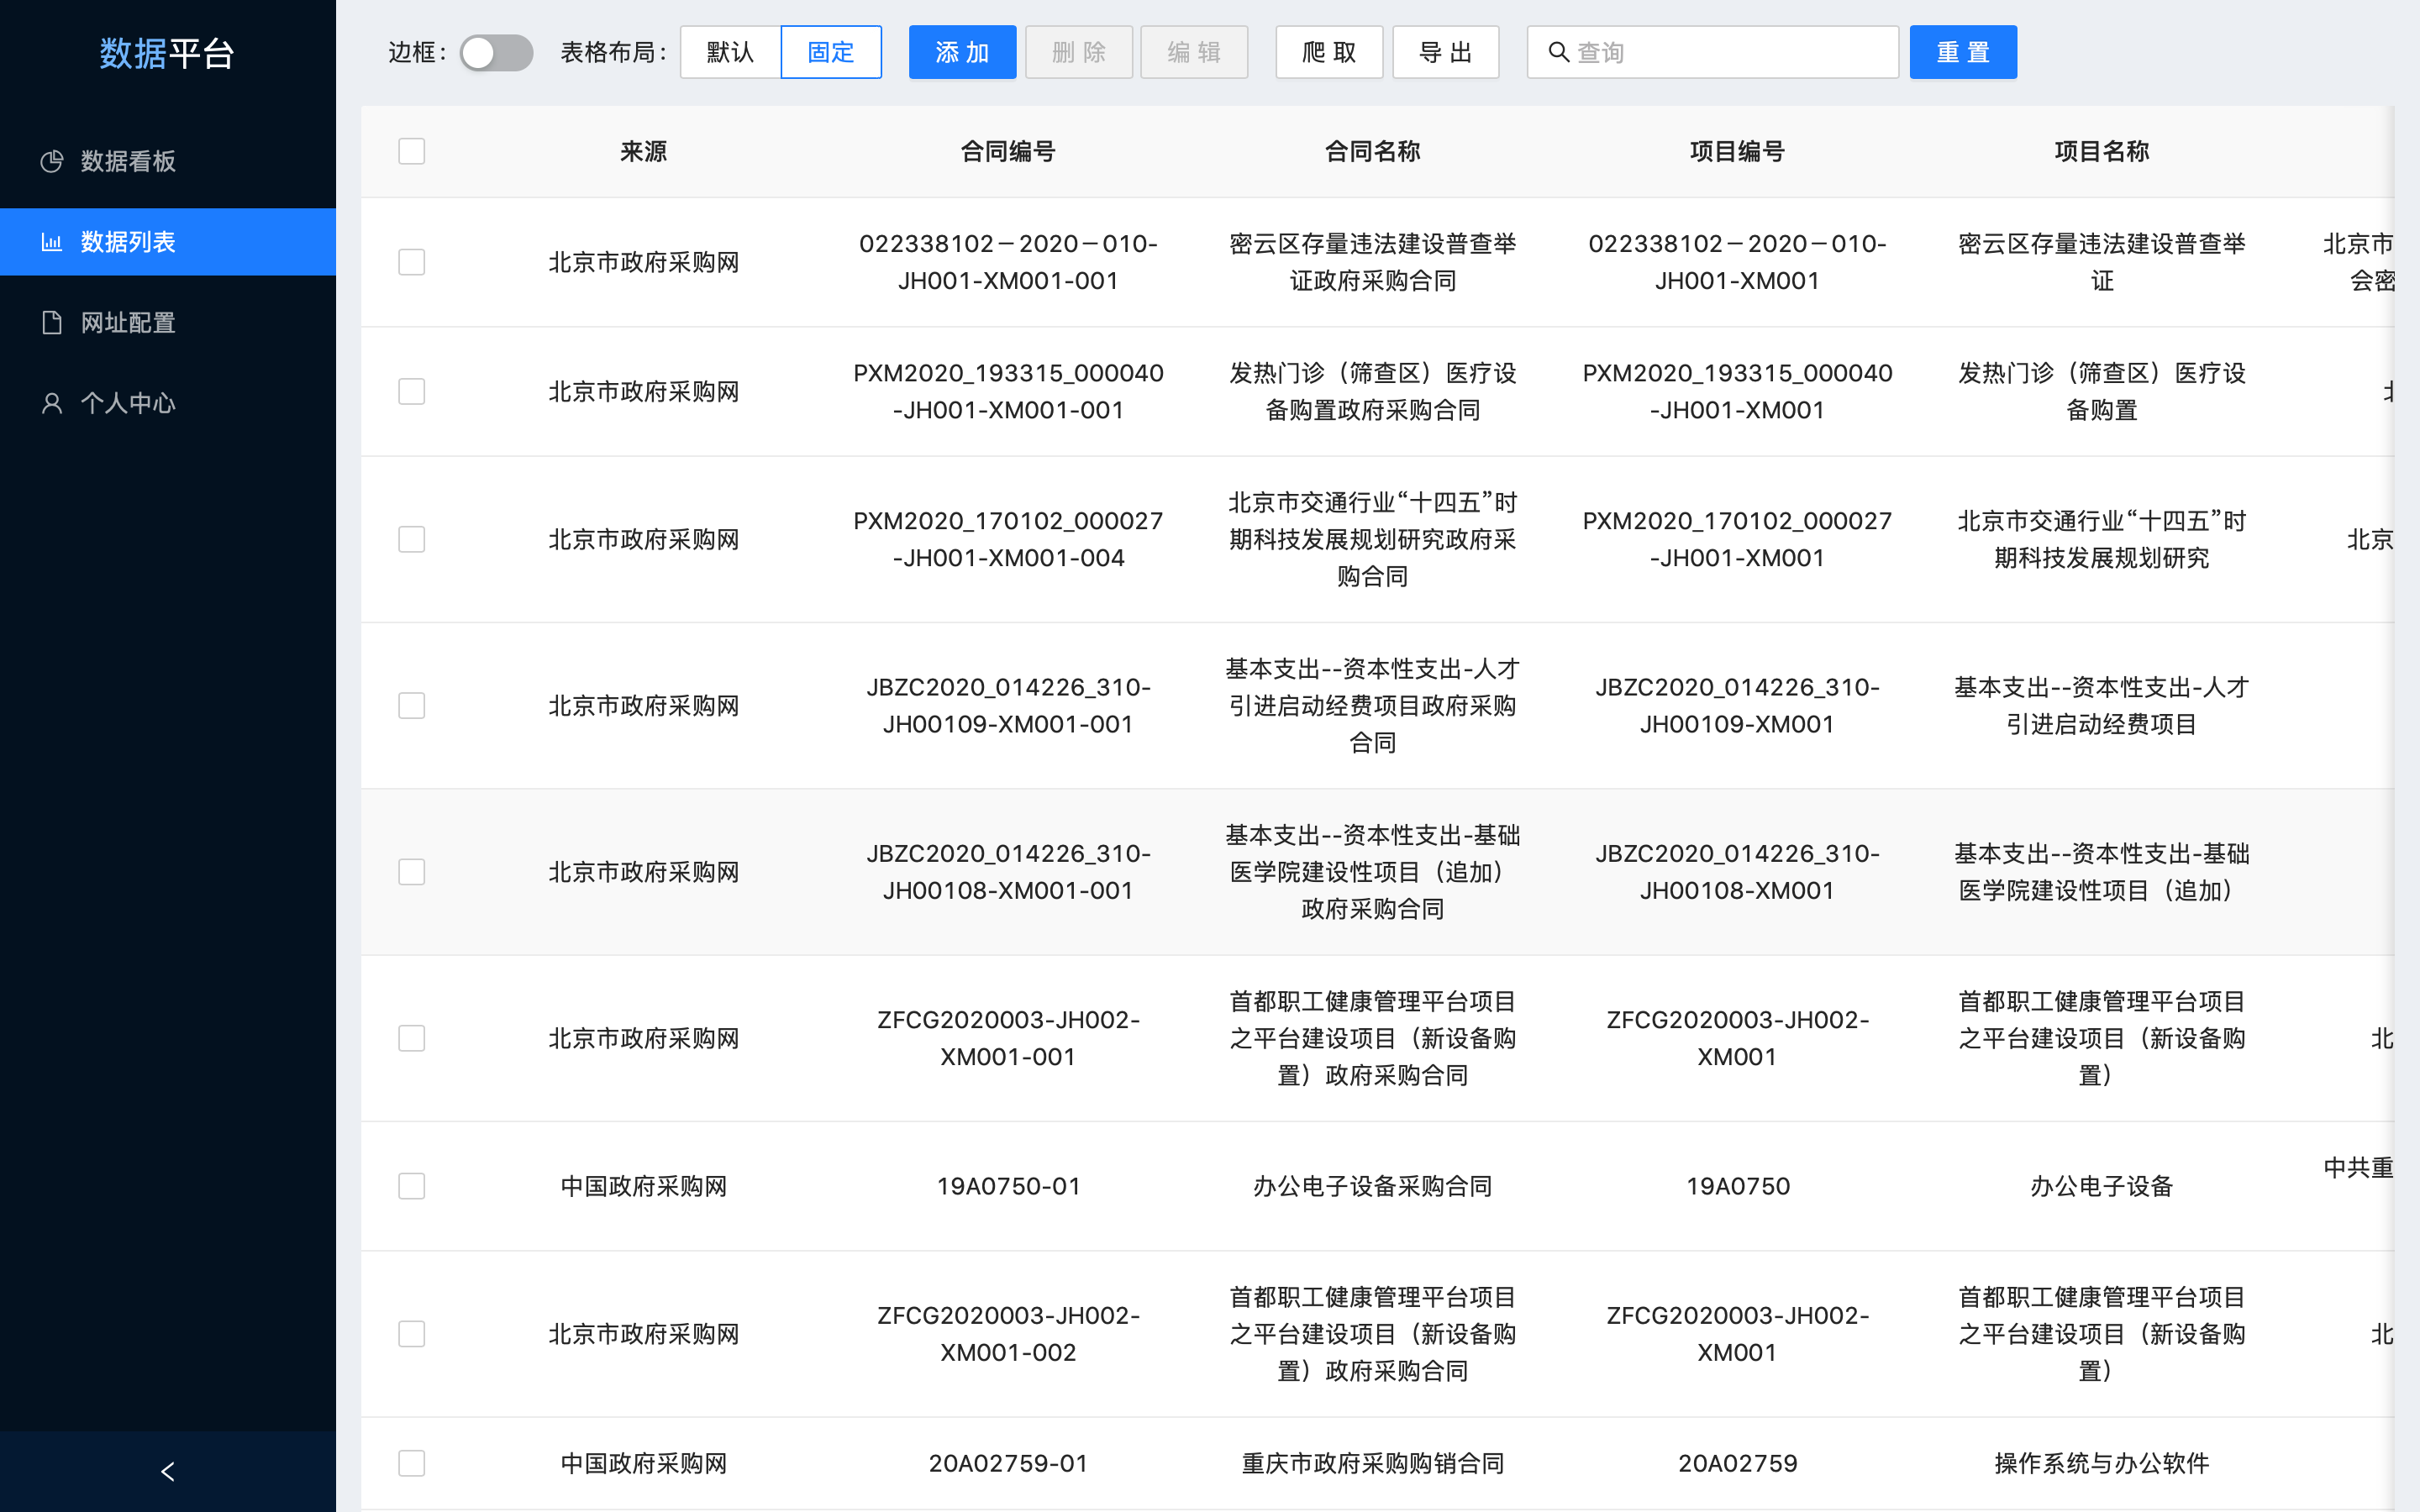 数据平台
数据看板
数据列表
网址配置
个人中心
边框: 表格布局: 默认 固定 添 加 删 除 编 辑 爬 取 导 出 查询 重 置
来源 合同编号 合同名称 项目编号 项目名称
北京市政府采购网
022338102－2020－010-
JH001-XM001-001
密云区存量违法建设普查举
证政府采购合同
022338102－2020－010-
JH001-XM001
密云区存量违法建设普查举
证
北京市
会密
北京市政府采购网
PXM2020_193315_000040
-JH001-XM001-001
发热门诊（筛查区）医疗设
备购置政府采购合同
PXM2020_193315_000040
-JH001-XM001
发热门诊（筛查区）医疗设
备购置
北京市政府采购网
PXM2020_170102_000027
-JH001-XM001-004
北京市交通行业“十四五”时
期科技发展规划研究政府采
购合同
PXM2020_170102_000027
-JH001-XM001
北京市交通行业“十四五”时
期科技发展规划研究
北京
北京市政府采购网
JBZC2020_014226_310-
JH00109-XM001-001
基本支出--资本性支出-人才
引进启动经费项目政府采购
合同
JBZC2020_014226_310-
JH00109-XM001
基本支出--资本性支出-人才
引进启动经费项目
北京市政府采购网
JBZC2020_014226_310-
JH00108-XM001-001
基本支出--资本性支出-基础
医学院建设性项目（追加）
政府采购合同
JBZC2020_014226_310-
JH00108-XM001
基本支出--资本性支出-基础
医学院建设性项目（追加）
北京市政府采购网
ZFCG2020003-JH002-
XM001-001
首都职工健康管理平台项目
之平台建设项目（新设备购
置）政府采购合同
ZFCG2020003-JH002-
XM001
首都职工健康管理平台项目
之平台建设项目（新设备购
置）
北
中国政府采购网
19A0750-01
办公电子设备采购合同
19A0750
办公电子设备
中共重
北京市政府采购网
ZFCG2020003-JH002-
XM001-002
首都职工健康管理平台项目
之平台建设项目（新设备购
置）政府采购合同
ZFCG2020003-JH002-
XM001
首都职工健康管理平台项目
之平台建设项目（新设备购
置）
北
中国政府采购网
20A02759-01
重庆市政府采购购销合同
20A02759
操作系统与办公软件